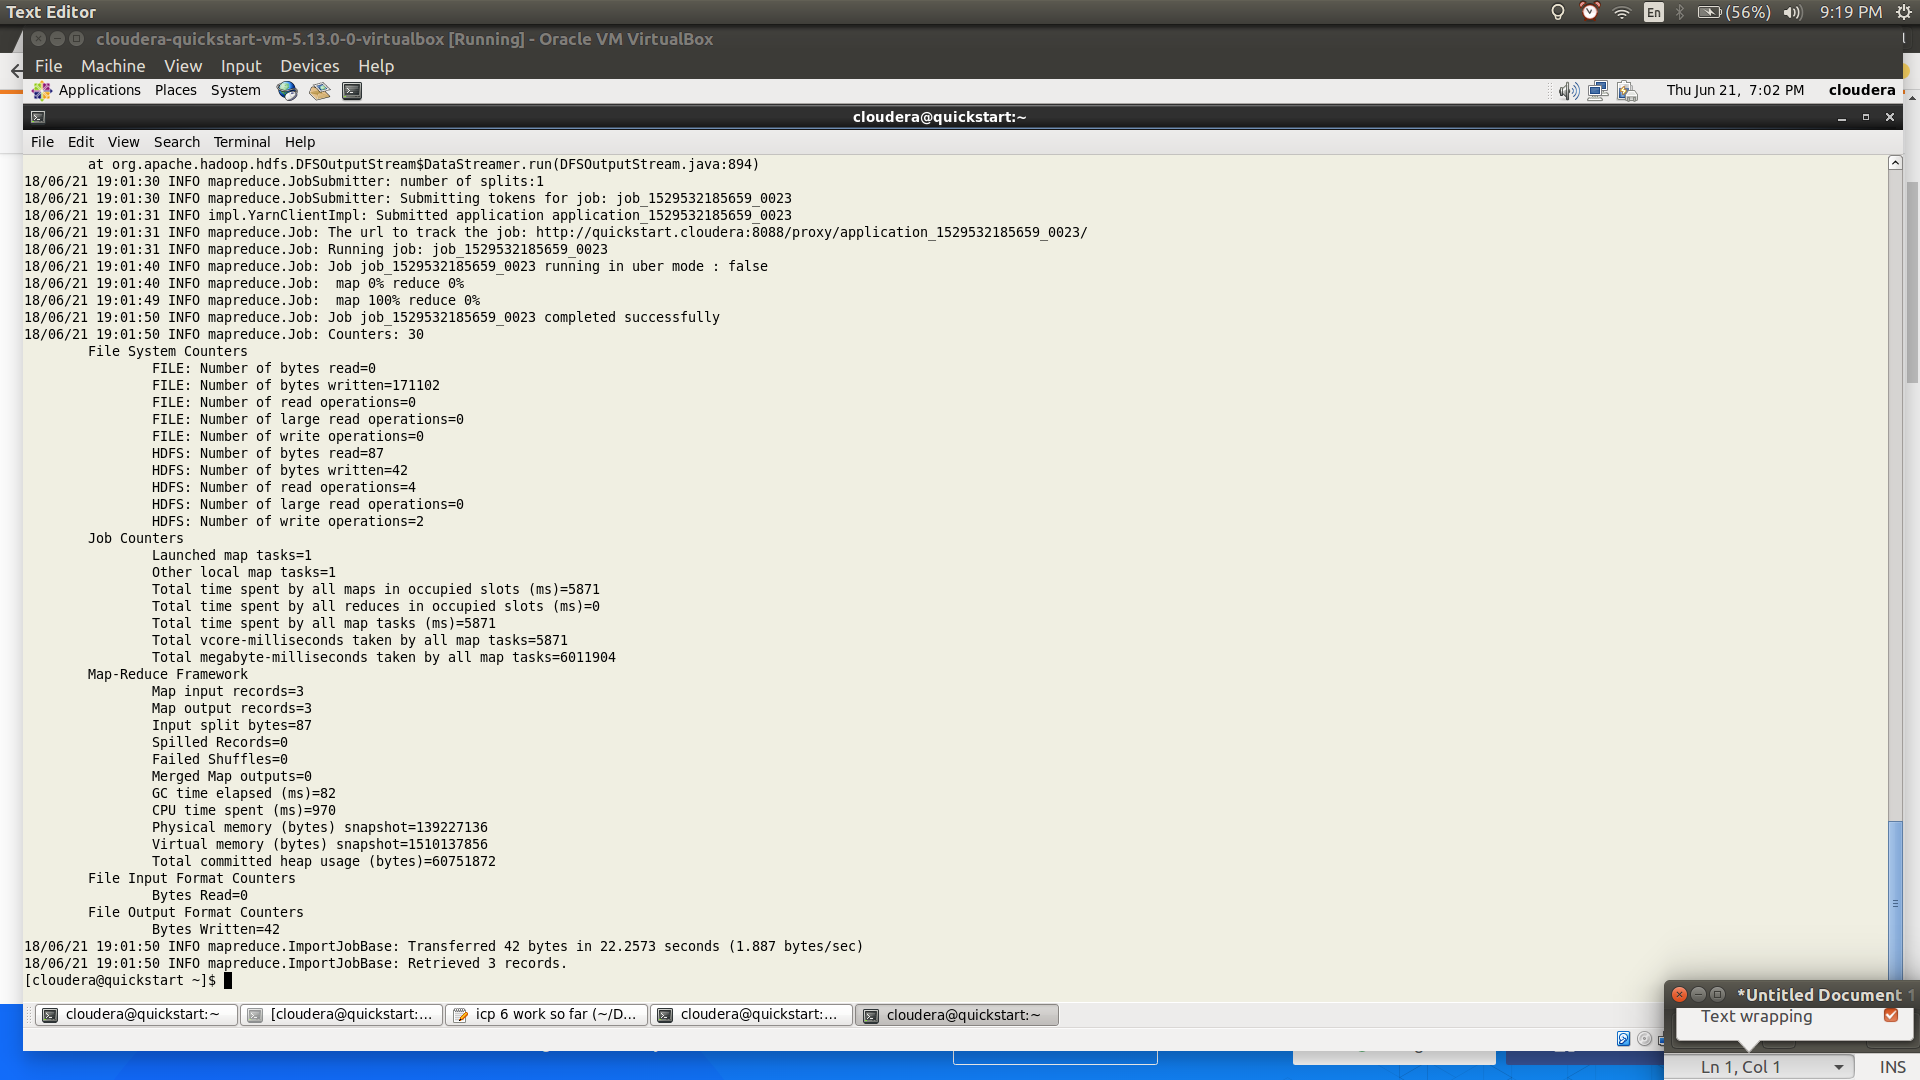 Text Editor
En
(56%)
9:19 PM
cloudera-quickstart-vm-5.13.0-0-virtualbox [Running] - Oracle VM VirtualBox
File Machine View Input Devices Help
Applications Places System
Thu Jun 21, 7:02 PM cloudera
cloudera@quickstart:~
File Edit View Search Terminal Help
at org.apache.hadoop.hdfs.DFSOutputStream$DataStreamer.run(DFSOutputStream.java:894)
18/06/21 19:01:30 INFO mapreduce.JobSubmitter: number of splits:1
18/06/21 19:01:30 INFO mapreduce.JobSubmitter: Submitting tokens for job: job_1529532185659_0023
18/06/21 19:01:31 INFO impl.YarnClientImpl: Submitted application application_1529532185659_0023
18/06/21 19:01:31 INFO mapreduce.Job: The url to track the job: http://quickstart.cloudera:8088/proxy/application_1529532185659_0023/
18/06/21 19:01:31 INFO mapreduce.Job: Running job: job_1529532185659_0023
18/06/21 19:01:40 INFO mapreduce.Job: Job job_1529532185659_0023 running in uber mode : false
18/06/21 19:01:40 INFO mapreduce.Job:  map 0% reduce 0%
18/06/21 19:01:49 INFO mapreduce.Job:  map 100% reduce 0%
18/06/21 19:01:50 INFO mapreduce.Job: Job job_1529532185659_0023 completed successfully
18/06/21 19:01:50 INFO mapreduce.Job: Counters: 30
File System Counters
FILE: Number of bytes read=0
FILE: Number of bytes written=171102
FILE: Number of read operations=0
FILE: Number of large read operations=0
FILE: Number of write operations=0
HDFS: Number of bytes read=87
HDFS: Number of bytes written=42
HDFS: Number of read operations=4
HDFS: Number of large read operations=0
HDFS: Number of write operations=2
Job Counters
Launched map tasks=1
Other local map tasks=1
Total time spent by all maps in occupied slots (ms)=5871
Total time spent by all reduces in occupied slots (ms)=0
Total time spent by all map tasks (ms)=5871
Total vcore-milliseconds taken by all map tasks=5871
Total megabyte-milliseconds taken by all map tasks=6011904
Map-Reduce Framework
Map input records=3
Map output records=3
Input split bytes=87
Spilled Records=0
Failed Shuffles=0
Merged Map outputs=0
GC time elapsed (ms)=82
CPU time spent (ms)=970
Physical memory (bytes) snapshot=139227136
Virtual memory (bytes) snapshot=1510137856
Total committed heap usage (bytes)=60751872
File Input Format Counters
Bytes Read=0
File Output Format Counters
Bytes Written=42
18/06/21 19:01:50 INFO mapreduce.ImportJobBase: Transferred 42 bytes in 22.2573 seconds (1.887 bytes/sec)
18/06/21 19:01:50 INFO mapreduce.ImportJobBase: Retrieved 3 records.
[cloudera@quickstart ~]$
cloudera@quickstart:~
[cloudera@quickstart:...
icp 6 work so far (~/D...
cloudera@quickstart:...
cloudera@quickstart:~
*Untitled Document 1
Text wrapping
Ln 1, Col 1
INS